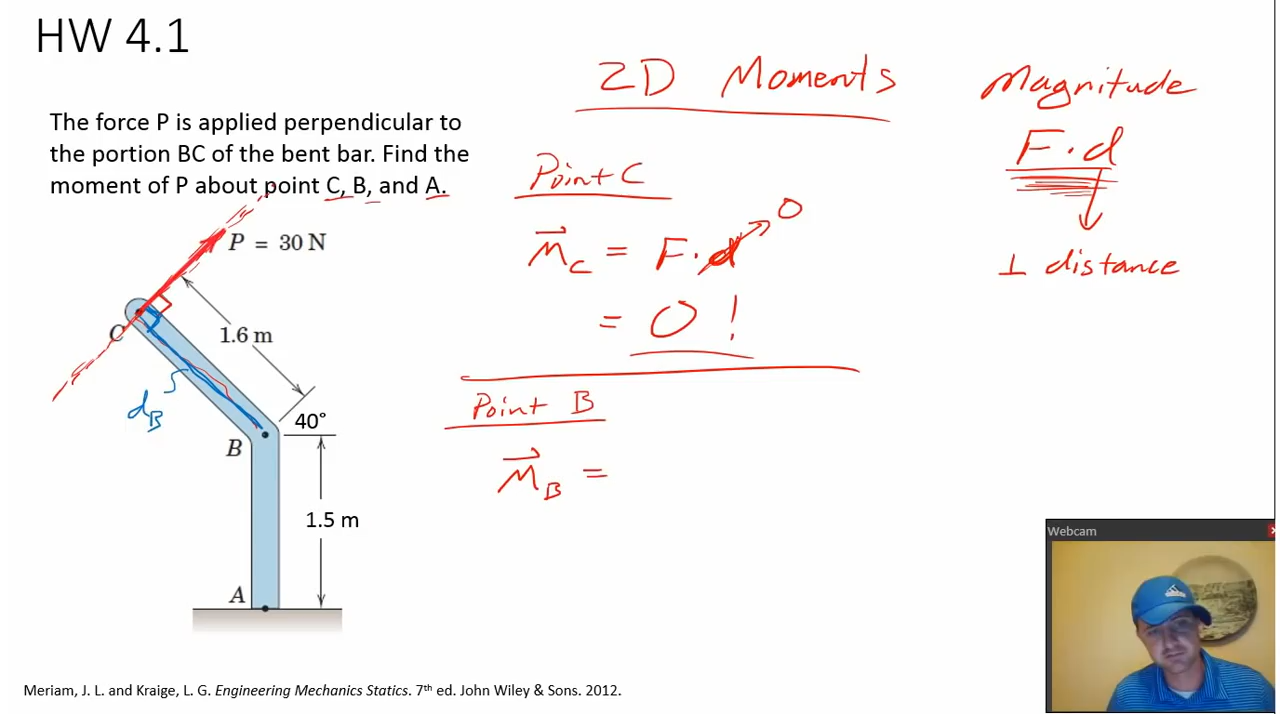 HW 4.1
The force P is applied perpendicular to
the portion BC of the bent bar. Find the
moment of P about point C, B, and A.
P = 30 N
C
1.6 m
d_B
40°
B
1.5 m
A
2D Moments
Point C
M_C = F · d 0
= 0 !
Point B
M_B =
Magnitude
F · d
⊥ distance
Webcam
Meriam, J. L. and Kraige, L. G. Engineering Mechanics Statics. 7th ed. John Wiley & Sons. 2012.